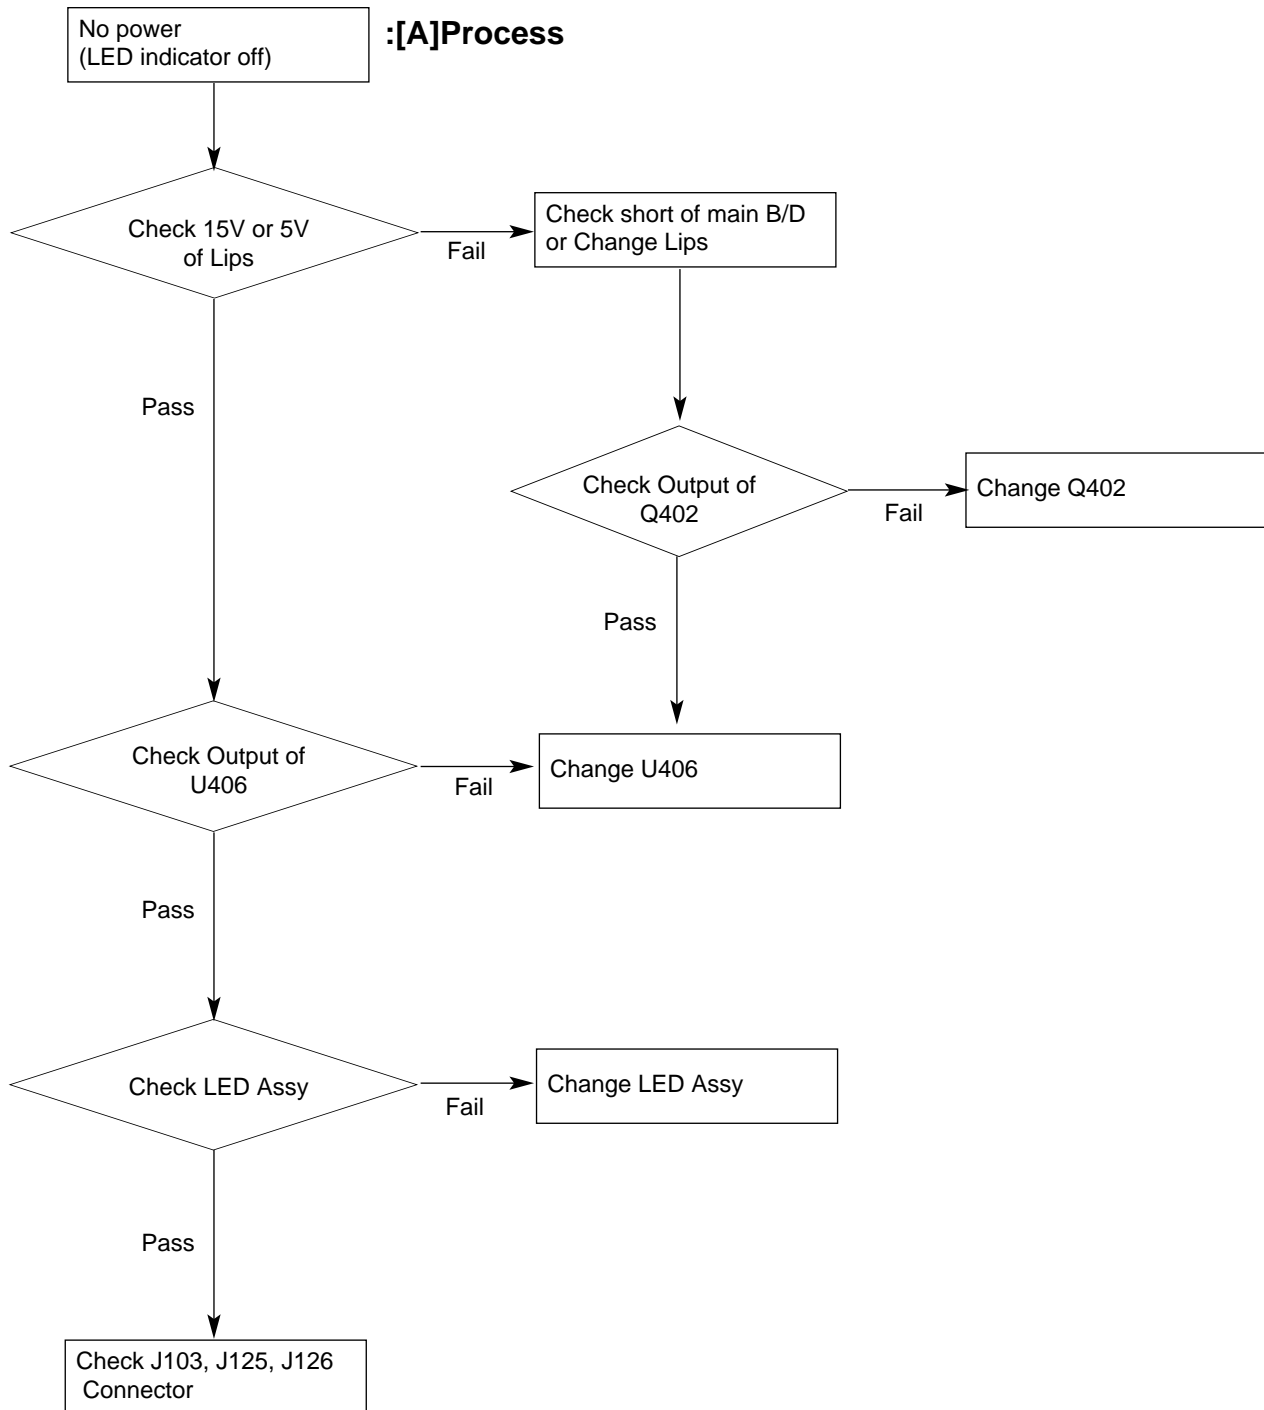 No power
(LED indicator off)
:[A]Process
Check 15V or 5V
of Lips
Fail
Check short of main B/D
or Change Lips
Pass
Check Output of
Q402
Fail
Change Q402
Pass
Check Output of
U406
Fail
Change U406
Pass
Check LED Assy
Fail
Change LED Assy
Pass
Check J103, J125, J126
Connector